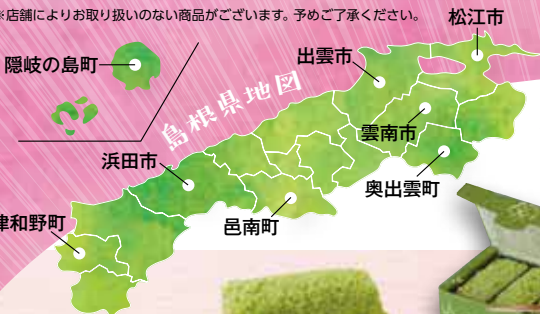 ※店舗によりお取り扱いのない商品がございます。予めご了承ください。
松江市
隠岐の島町
出雲市
島根県地図
雲南市
浜田市
奥出雲町
津和野町
邑南町